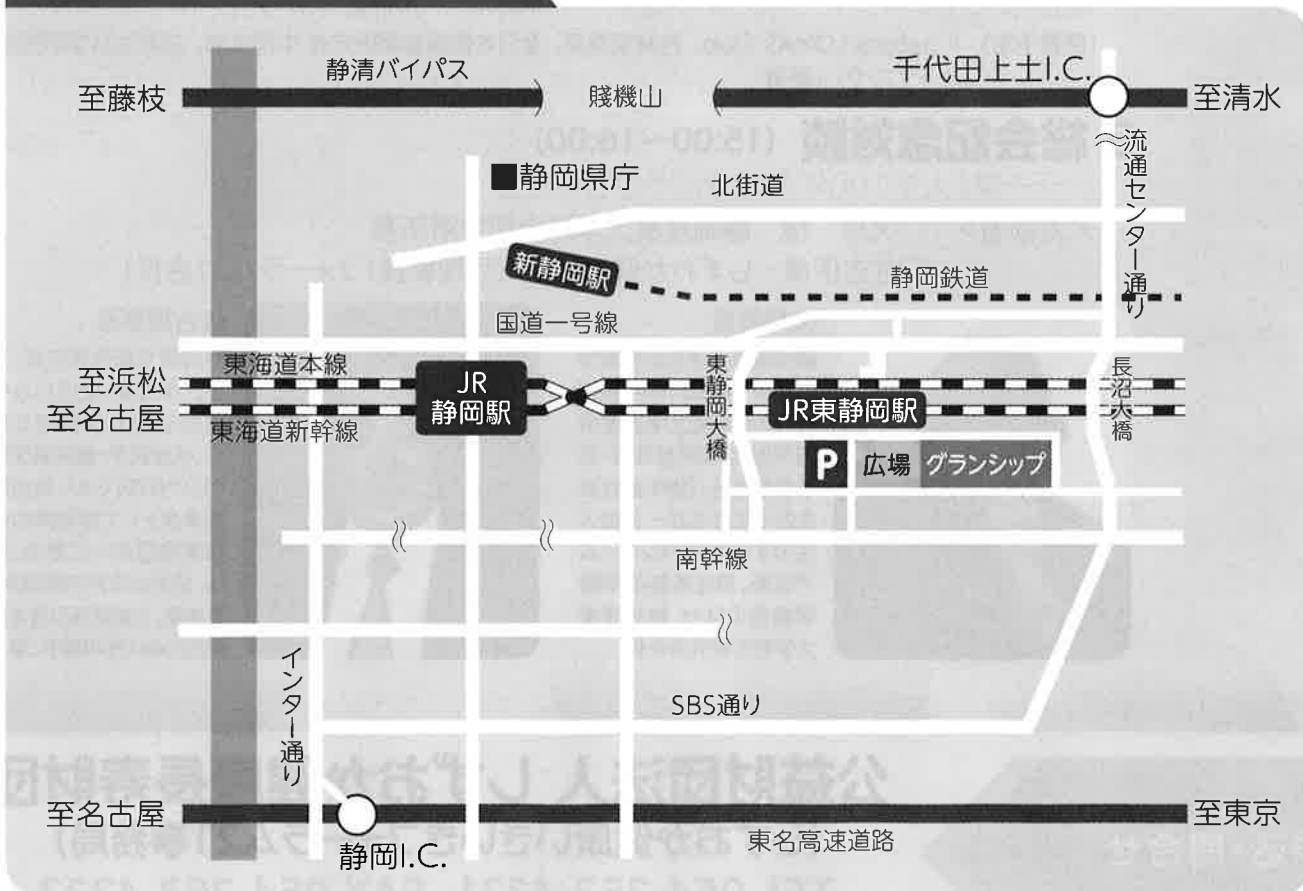 静清バイパス
千代田上土I.C.
至藤枝
賤機山
至清水
流通センター通り
■静岡県庁
北街道
新静岡駅
静岡鉄道
国道一号線
東海道本線
至浜松
JR
静岡駅
東静岡大橋
JR東静岡駅
長沼大橋
至名古屋
東海道新幹線
P
広場
グランシップ
南幹線
インター通り
SBS通り
至名古屋
至東京
静岡I.C.
東名高速道路